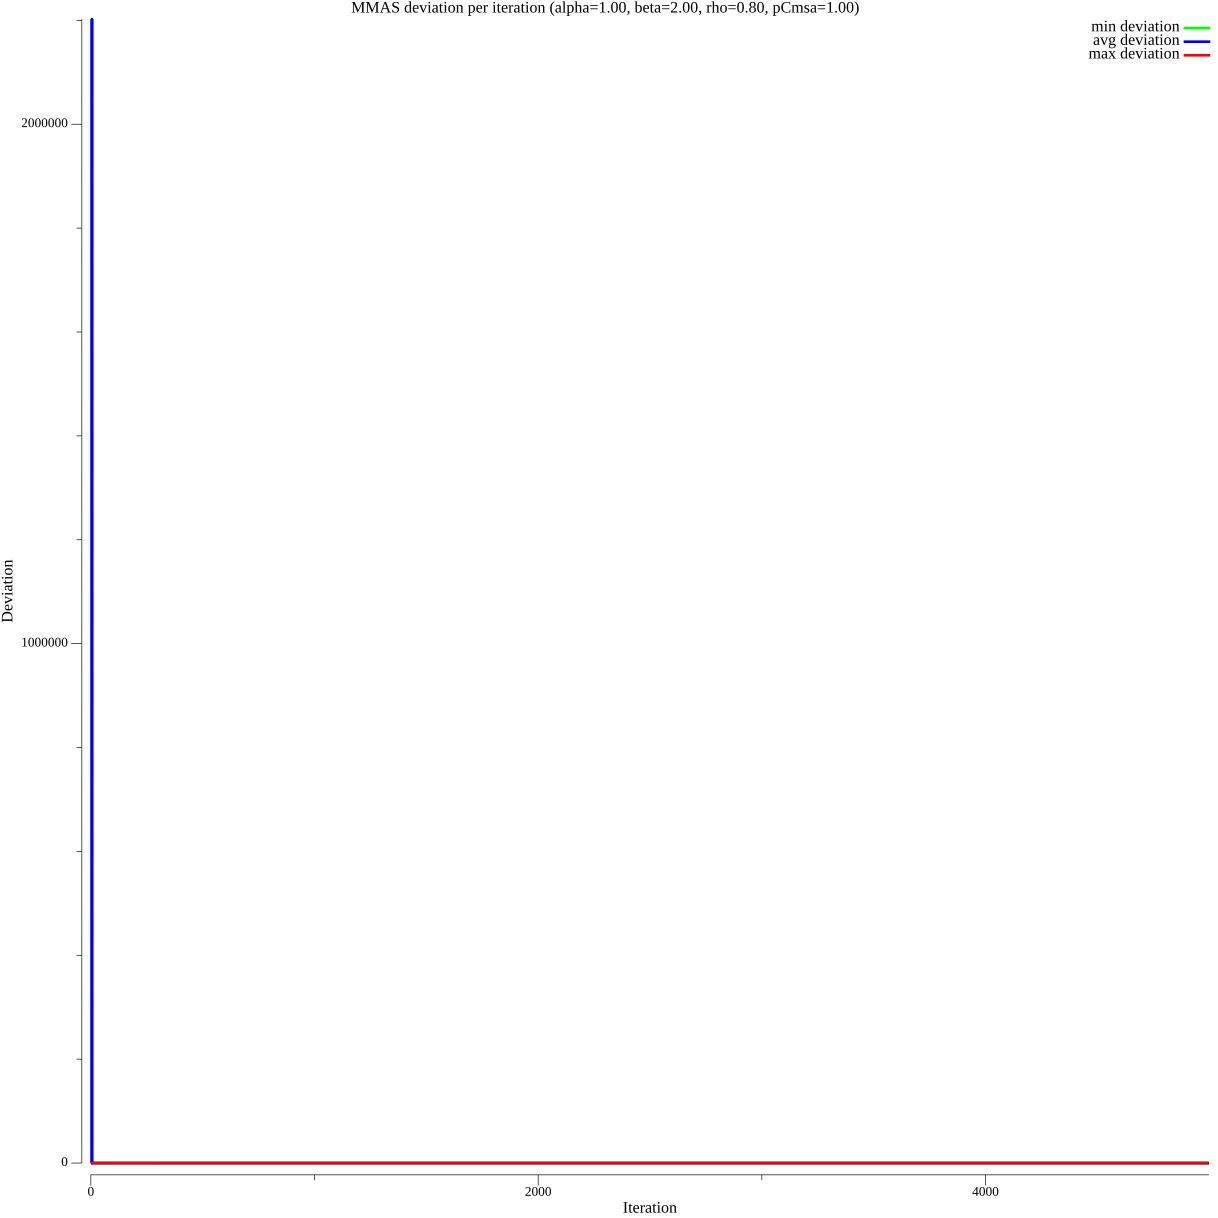 MMAS deviation per iteration (alpha=1.00, beta=2.00, rho=0.80, pCmsa=1.00)
min deviation
avg deviation
max deviation
2000000
1000000
0
Deviation
0
2000
4000
Iteration